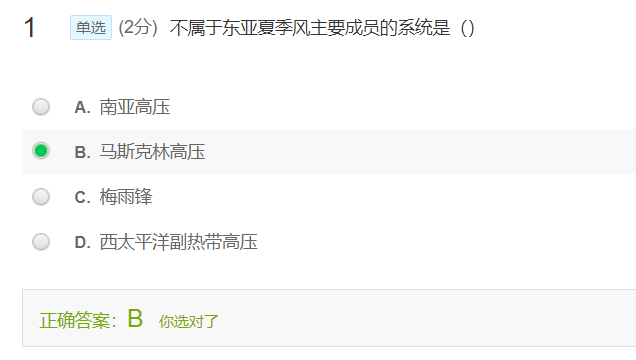 1 单选 (2分) 不属于东亚夏季风主要成员的系统是（）
A. 南亚高压
B. 马斯克林高压
C. 梅雨锋
D. 西太平洋副热带高压
正确答案：B 你选对了